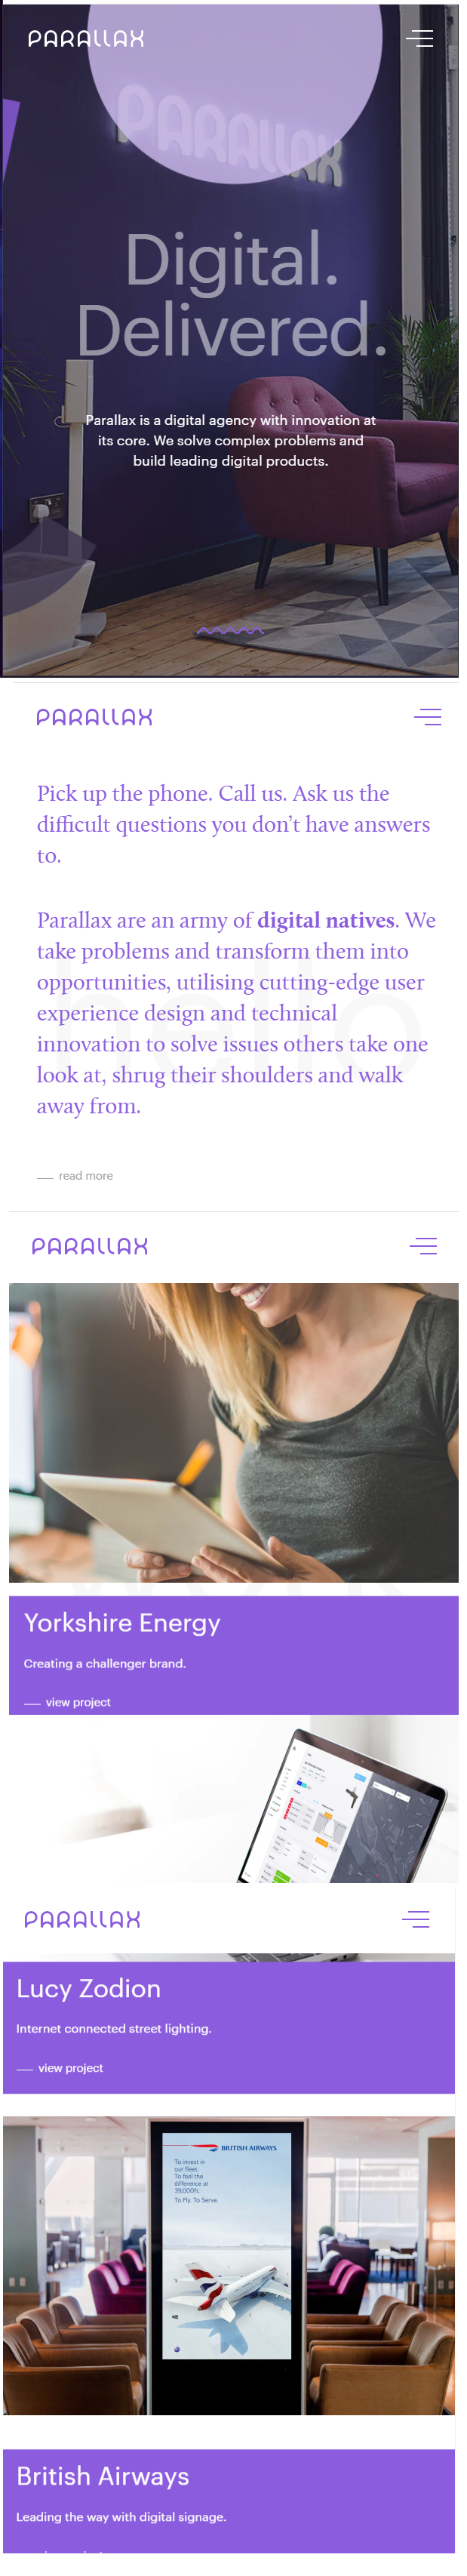 PARALLAX
PARALLAX
Digital.
Delivered.
Parallax is a digital agency with innovation at
its core. We solve complex problems and
build leading digital products.
PARALLAX
Pick up the phone. Call us. Ask us the
difficult questions you don’t have answers
to.
Parallax are an army of digital natives. We
take problems and transform them into
opportunities, utilising cutting-edge user
experience design and technical
innovation to solve issues others take one
look at, shrug their shoulders and walk
away from.
hello
read more
PARALLAX
Yorkshire Energy
Creating a challenger brand.
view project
PARALLAX
Lucy Zodion
Internet connected street lighting.
view project
BRITISH AIRWAYS
To invest in
our fleet.
To feel the
difference at
39,000ft.
To Fly. To Serve.
British Airways
Leading the way with digital signage.